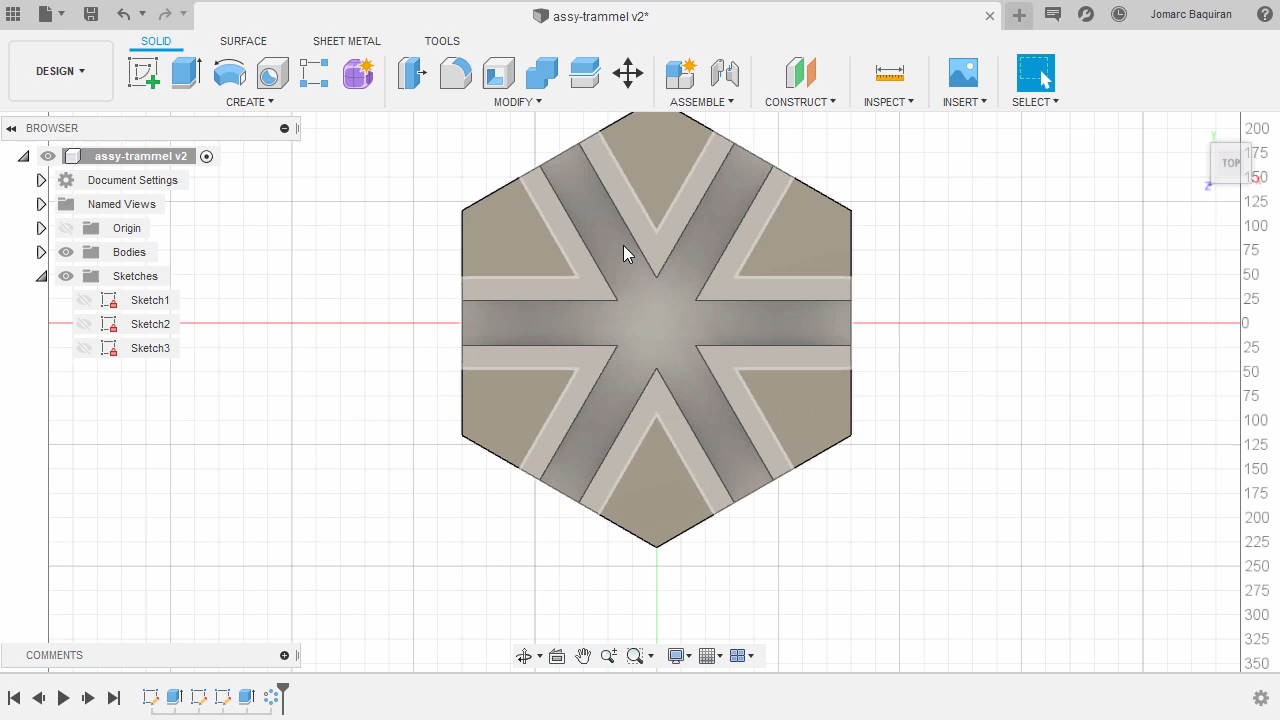 assy-trammel v2*
Jomarc Baquiran
SOLID SURFACE SHEET METAL TOOLS
DESIGN
CREATE MODIFY ASSEMBLE CONSTRUCT INSPECT INSERT SELECT
BROWSER
assy-trammel v2
Document Settings
Named Views
Origin
Bodies
Sketches
Sketch1
Sketch2
Sketch3
TOP
X
Y
Z
200
175
150
125
100
75
50
25
0
25
50
75
100
125
150
175
200
225
250
275
300
325
350
COMMENTS